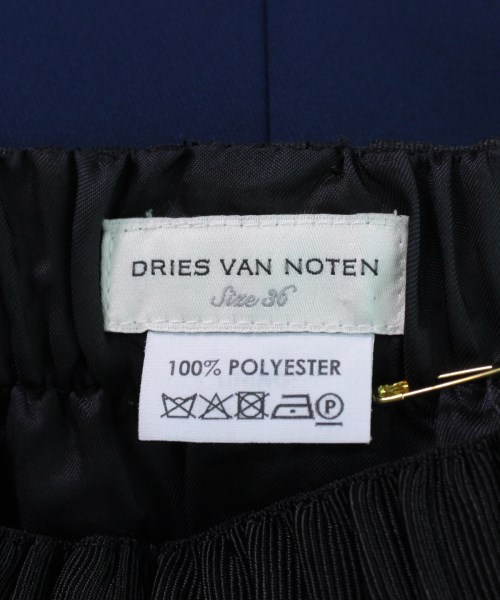 DRIES VAN NOTEN
Size 36
100% POLYESTER
P